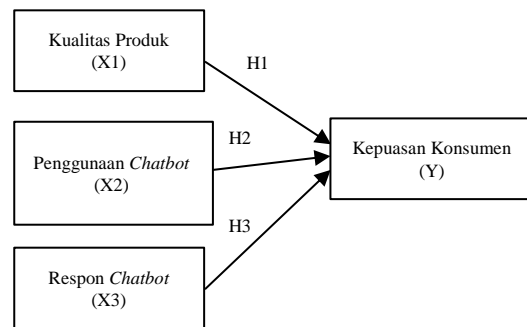 Kualitas Produk
(X1)
H1
H2
Penggunaan Chatbot
(X2)
Kepuasan Konsumen
(Y)
H3
Respon Chatbot
(X3)